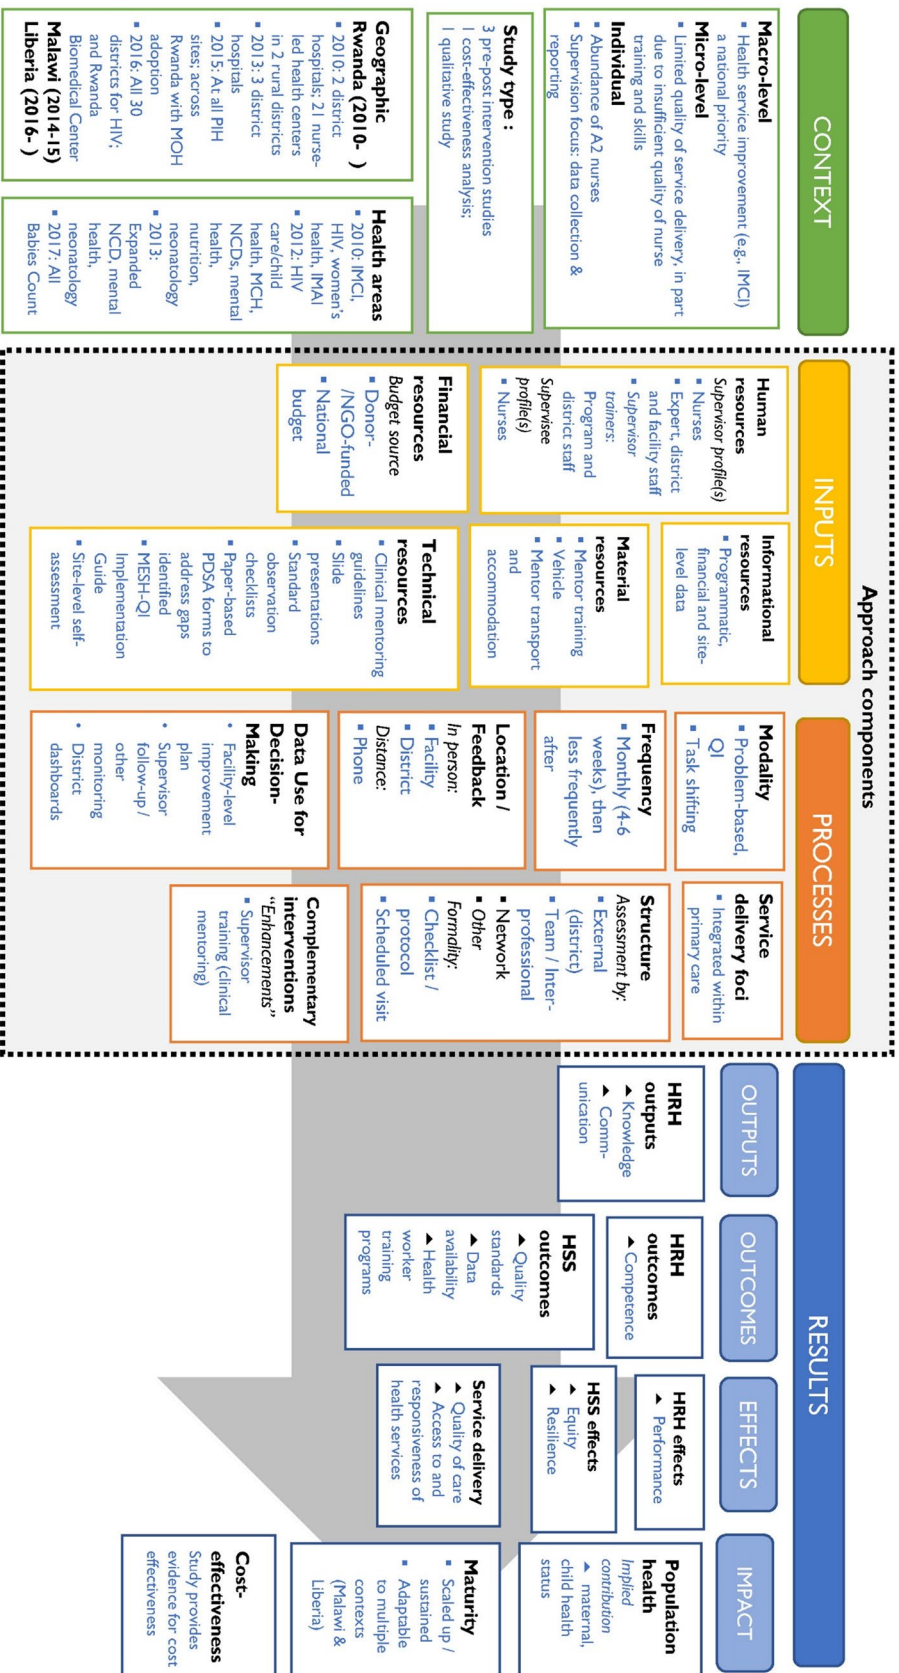 Approach components
CONTEXT
INPUTS
PROCESSES
RESULTS
OUTPUTS
OUTCOMES
EFFECTS
IMPACT
Macro-level
▪ Health service improvement (e.g., IMCI)
a national priority
Micro-level
▪ Limited quality of service delivery, in part
due to insufficient quality of nurse
training and skills
Individual
▪ Abundance of A2 nurses
▪ Supervision focus: data collection &
reporting
Study type :
3 pre-post intervention studies
1 cost-effectiveness analysis;
1 qualitative study
Geographic
Rwanda (2010- )
▪ 2010: 2 district
hospitals; 21 nurse-
led health centers
in 2 rural districts
▪ 2013: 3 district
hospitals
▪ 2015: At all PIH
sites; across
Rwanda with MOH
adoption
▪ 2016: All 30
districts for HIV;
and Rwanda
Biomedical Center
Malawi (2014-15)
Liberia (2016- )
Health areas
▪ 2010: IMCI,
HIV, women's
health, IMAI
▪ 2012: HIV
care/child
health, MCH,
NCDs, mental
health,
nutrition,
neonatology
▪ 2013:
Expanded
NCD, mental
health,
neonatology
▪ 2017: All
Babies Count
Human
resources
Supervisor profile(s)
▪ Nurses
▪ Expert, district
and facility staff
▪ Supervisor
trainers:
Program and
district staff
Supervisee
profile(s)
▪ Nurses
Financial
resources
Budget source
▪ Donor-
/NGO-funded
▪ National
budget
Informational
resources
▪ Programmatic,
financial and site-
level data
Material
resources
▪ Mentor training
▪ Vehicle
▪ Mentor transport
and
accommodation
Technical
resources
▪ Clinical mentoring
guidelines
▪ Slide
presentations
▪ Standard
observation
checklists
▪ Paper-based
PDSA forms to
address gaps
identified
▪ MESH-QI
Implementation
Guide
▪ Site-level self-
assessment
Modality
▪ Problem-based,
QI
▪ Task shifting
Frequency
▪ Monthly (4-6
weeks), then
less frequently
after
Location /
Feedback
In person:
▪ Facility
▪ District
Distance:
▪ Phone
Data Use for
Decision-
Making
• Facility-level
improvement
plan
• Supervisor
follow-up /
other
monitoring
• District
dashboards
Service
delivery foci
▪ Integrated within
primary care
Structure
Assessment by:
▪ External
(district)
▪ Team / Inter-
professional
▪ Network
▪ Other
Formality:
▪ Checklist /
protocol
▪ Scheduled visit
Complementary
interventions
“Enhancements”
▪ Supervisor
training (clinical
mentoring)
HRH
outputs
▲ Knowledge
▲ Comm-
unication
HRH
outcomes
▲ Competence
HSS
outcomes
▲ Quality
standards
▲ Data
availability
▲ Health
worker
training
programs
HRH effects
▲ Performance
HSS effects
▲ Equity
▲ Resilience
Service delivery
▲ Quality of care
▲ Access to and
responsiveness of
health services
Population
health
Implied
contribution
▲ maternal,
child health
status
Maturity
▪ Scaled up /
sustained
▪ Adaptable
to multiple
contexts
(Malawi &
Liberia)
Cost-
effectiveness
Study provides
evidence for cost
effectiveness